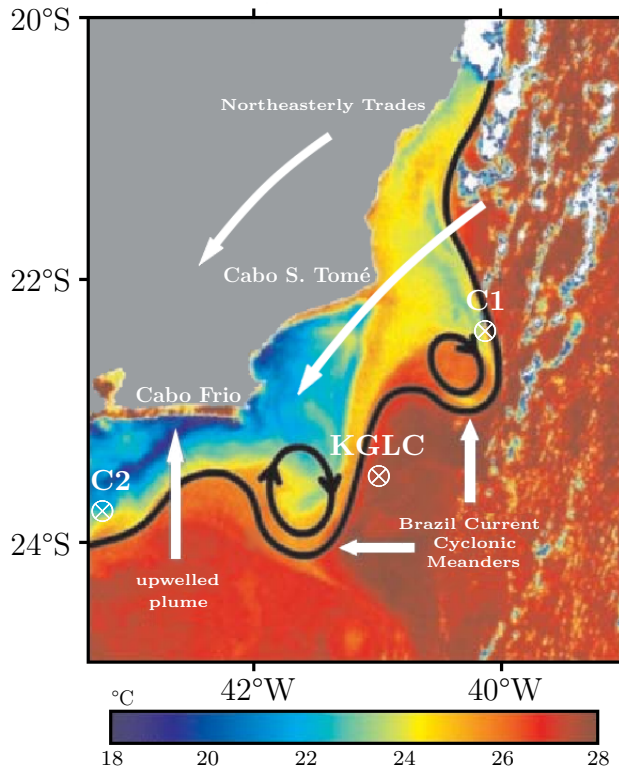 20°S
Northeasterly Trades
22°S
Cabo S. Tomé
C1
Cabo Frio
KGLC
C2
24°S
Brazil Current
Cyclonic
Meanders
upwelled
plume
42°W 40°W
°C
18 20 22 24 26 28